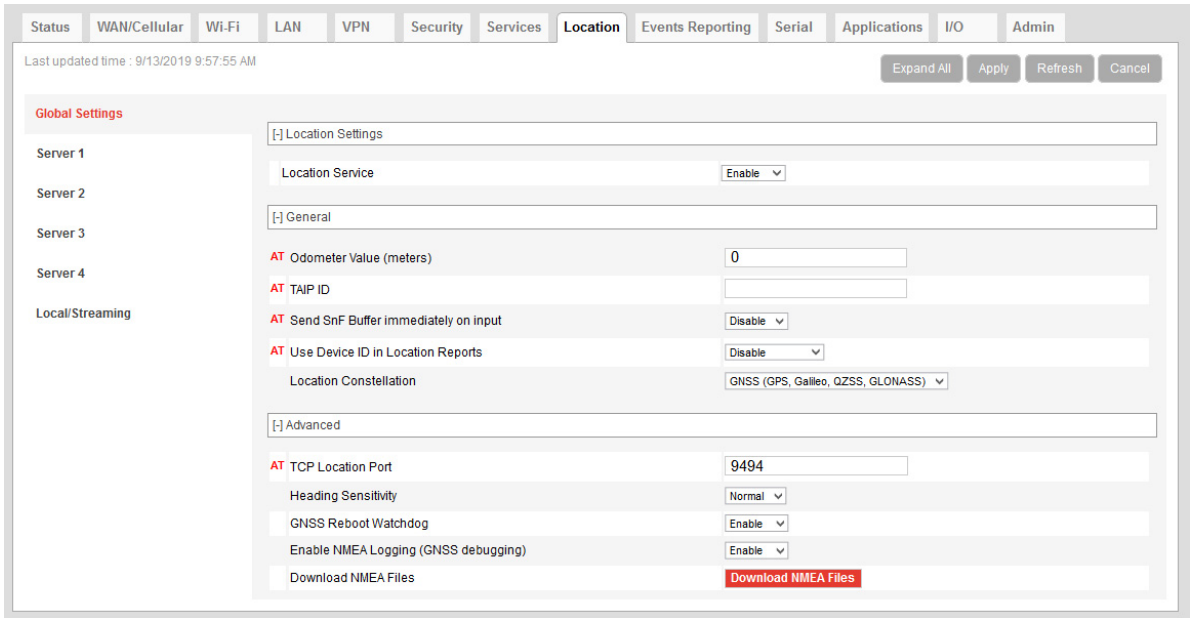 Status WAN/Cellular Wi-Fi LAN VPN Security Services Location Events Reporting Serial Applications I/O Admin
Last updated time : 9/13/2019 9:57:55 AM
Expand All Apply Refresh Cancel
Global Settings
Server 1
Server 2
Server 3
Server 4
Local/Streaming
[-] Location Settings
Location Service Enable
[-] General
AT Odometer Value (meters) 0
AT TAIP ID
AT Send SnF Buffer immediately on input Disable
AT Use Device ID in Location Reports Disable
Location Constellation GNSS (GPS, Galileo, QZSS, GLONASS)
[-] Advanced
AT TCP Location Port 9494
Heading Sensitivity Normal
GNSS Reboot Watchdog Enable
Enable NMEA Logging (GNSS debugging) Enable
Download NMEA Files Download NMEA Files